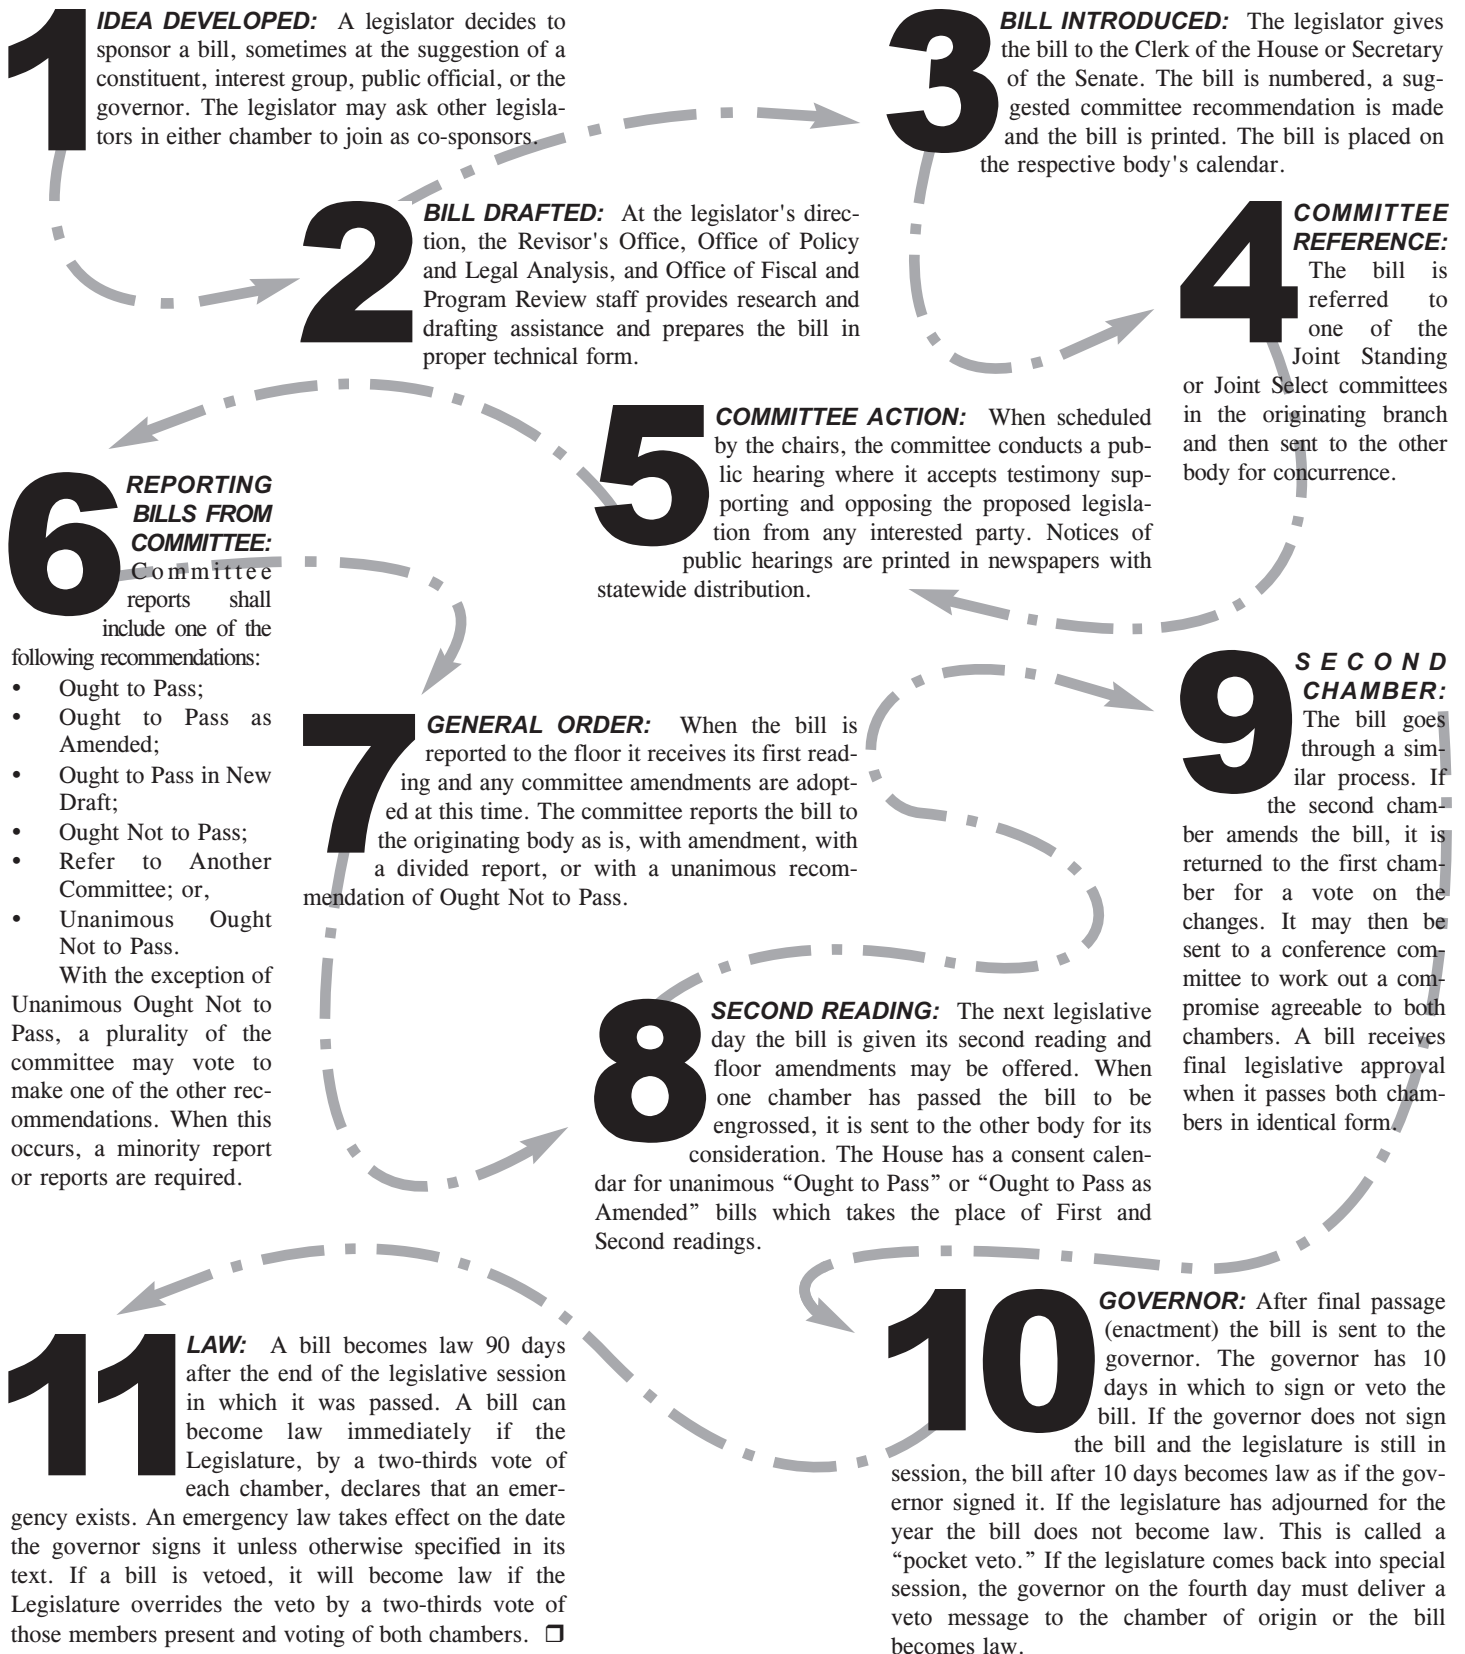 1
IDEA DEVELOPED: A legislator decides to
sponsor a bill, sometimes at the suggestion of a
constituent, interest group, public official, or the
governor. The legislator may ask other legisla-
tors in either chamber to join as co-sponsors.
2
BILL DRAFTED: At the legislator's direc-
tion, the Revisor's Office, Office of Policy
and Legal Analysis, and Office of Fiscal and
Program Review staff provides research and
drafting assistance and prepares the bill in
proper technical form.
3
BILL INTRODUCED: The legislator gives
the bill to the Clerk of the House or Secretary
of the Senate. The bill is numbered, a sug-
gested committee recommendation is made
and the bill is printed. The bill is placed on
the respective body's calendar.
4
COMMITTEE
REFERENCE:
The bill is
referred to
one of the
Joint Standing
or Joint Select committees
in the originating branch
and then sent to the other
body for concurrence.
5
COMMITTEE ACTION: When scheduled
by the chairs, the committee conducts a pub-
lic hearing where it accepts testimony sup-
porting and opposing the proposed legisla-
tion from any interested party. Notices of
public hearings are printed in newspapers with
statewide distribution.
6
REPORTING
BILLS FROM
COMMITTEE:
Committee
reports shall
include one of the
following recommendations:
• Ought to Pass;
• Ought to Pass as
Amended;
• Ought to Pass in New
Draft;
• Ought Not to Pass;
• Refer to Another
Committee; or,
• Unanimous Ought
Not to Pass.
With the exception of
Unanimous Ought Not to
Pass, a plurality of the
committee may vote to
make one of the other rec-
ommendations. When this
occurs, a minority report
or reports are required.
7
GENERAL ORDER: When the bill is
reported to the floor it receives its first read-
ing and any committee amendments are adopt-
ed at this time. The committee reports the bill to
the originating body as is, with amendment, with
a divided report, or with a unanimous recom-
mendation of Ought Not to Pass.
8
SECOND READING: The next legislative
day the bill is given its second reading and
floor amendments may be offered. When
one chamber has passed the bill to be
engrossed, it is sent to the other body for its
consideration. The House has a consent calen-
dar for unanimous “Ought to Pass” or “Ought to Pass as
Amended” bills which takes the place of First and
Second readings.
9
SECOND
CHAMBER:
The bill goes
through a sim-
ilar process. If
the second cham-
ber amends the bill, it is
returned to the first cham-
ber for a vote on the
changes. It may then be
sent to a conference com-
mittee to work out a com-
promise agreeable to both
chambers. A bill receives
final legislative approval
when it passes both cham-
bers in identical form.
10
GOVERNOR: After final passage
(enactment) the bill is sent to the
governor. The governor has 10
days in which to sign or veto the
bill. If the governor does not sign
the bill and the legislature is still in
session, the bill after 10 days becomes law as if the gov-
ernor signed it. If the legislature has adjourned for the
year the bill does not become law. This is called a
“pocket veto.” If the legislature comes back into special
session, the governor on the fourth day must deliver a
veto message to the chamber of origin or the bill
becomes law.
11
LAW: A bill becomes law 90 days
after the end of the legislative session
in which it was passed. A bill can
become law immediately if the
Legislature, by a two-thirds vote of
each chamber, declares that an emer-
gency exists. An emergency law takes effect on the date
the governor signs it unless otherwise specified in its
text. If a bill is vetoed, it will become law if the
Legislature overrides the veto by a two-thirds vote of
those members present and voting of both chambers. ❒